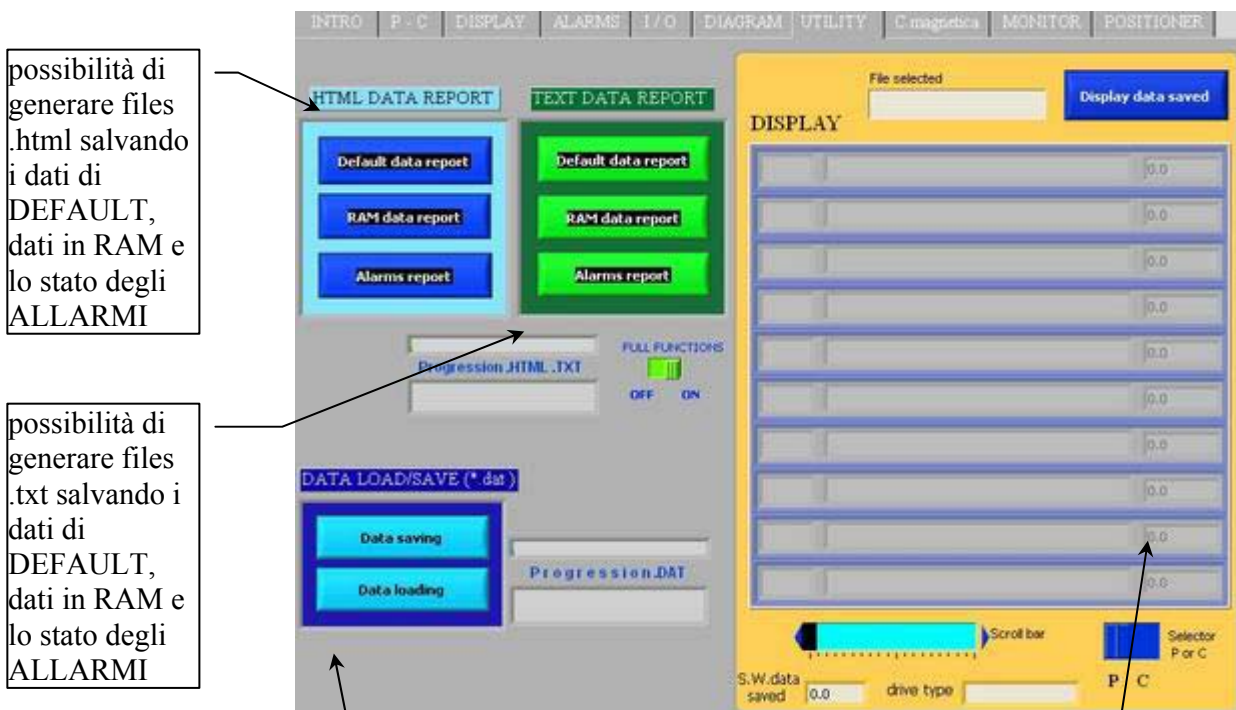 INTRO P - C DISPLAY ALARMS I / O DIAGRAM UTILITY C magnetica MONITOR POSITIONER
possibilità di
generare files
.html salvando
i dati di
DEFAULT,
dati in RAM e
lo stato degli
ALLARMI
HTML DATA REPORT
Default data report
RAM data report
Alarms report
TEXT DATA REPORT
Default data report
RAM data report
Alarms report
File selected
Display data saved
DISPLAY
0.0
0.0
0.0
0.0
0.0
0.0
0.0
0.0
0.0
0.0
Progression .HTML .TXT
FULL FUNCTIONS
OFF ON
possibilità di
generare files
.txt salvando i
dati di
DEFAULT,
dati in RAM e
lo stato degli
ALLARMI
DATA LOAD/SAVE (*.dat )
Data saving
Data loading
Progression.DAT
Scroll bar
Selector
P or C
P C
S.W.data
saved
0.0
drive type